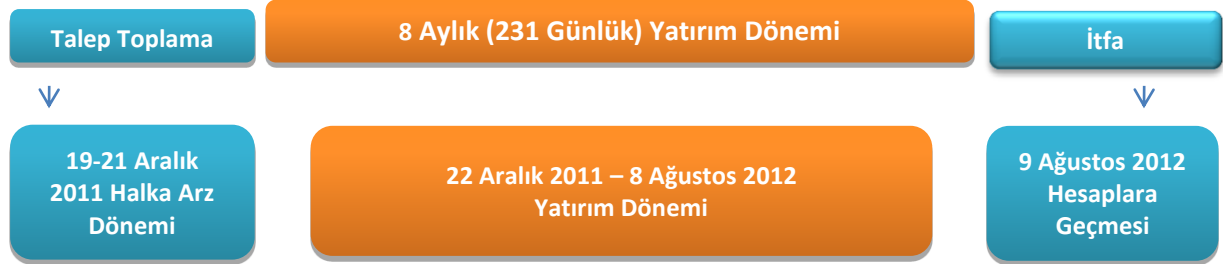 Talep Toplama
8 Aylık (231 Günlük) Yatırım Dönemi
İtfa
19-21 Aralık
2011 Halka Arz
Dönemi
22 Aralık 2011 – 8 Ağustos 2012
Yatırım Dönemi
9 Ağustos 2012
Hesaplara
Geçmesi